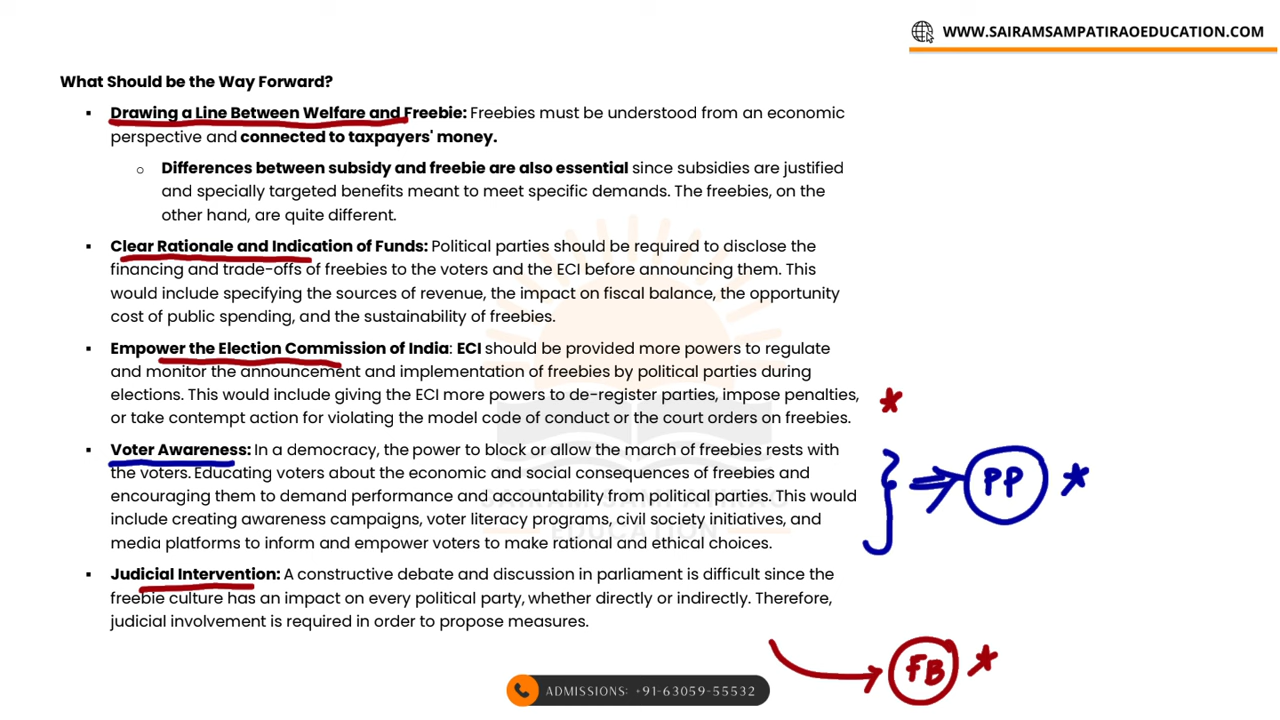 WWW.SAIRAMSAMPATIRAOEDUCATION.COM
What Should be the Way Forward?
▪ Drawing a Line Between Welfare and Freebie: Freebies must be understood from an economic
perspective and connected to taxpayers' money.
o Differences between subsidy and freebie are also essential since subsidies are justified
and specially targeted benefits meant to meet specific demands. The freebies, on the
other hand, are quite different.
▪ Clear Rationale and Indication of Funds: Political parties should be required to disclose the
financing and trade-offs of freebies to the voters and the ECI before announcing them. This
would include specifying the sources of revenue, the impact on fiscal balance, the opportunity
cost of public spending, and the sustainability of freebies.
▪ Empower the Election Commission of India: ECI should be provided more powers to regulate
and monitor the announcement and implementation of freebies by political parties during
elections. This would include giving the ECI more powers to de-register parties, impose penalties,
or take contempt action for violating the model code of conduct or the court orders on freebies.
▪ Voter Awareness: In a democracy, the power to block or allow the march of freebies rests with
the voters. Educating voters about the economic and social consequences of freebies and
encouraging them to demand performance and accountability from political parties. This would
include creating awareness campaigns, voter literacy programs, civil society initiatives, and
media platforms to inform and empower voters to make rational and ethical choices.
PP
SAIRAM SAMPATIRAO
EDUCATION
▪ Judicial Intervention: A constructive debate and discussion in parliament is difficult since the
freebie culture has an impact on every political party, whether directly or indirectly. Therefore,
judicial involvement is required in order to propose measures.
FB
ADMISSIONS: +91-63059-55532